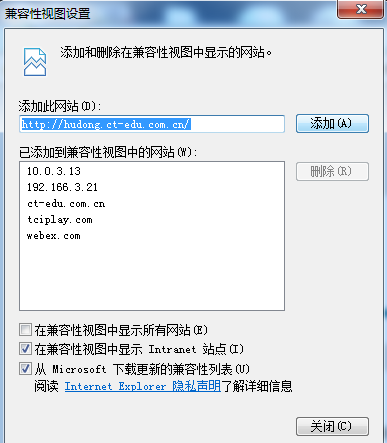 兼容性视图设置
添加和删除在兼容性视图中显示的网站。
添加此网站(D):
http://hudong.ct-edu.com.cn/
添加(A)
已添加到兼容性视图中的网站(W):
10.0.3.13
删除(R)
192.166.3.21
ct-edu.com.cn
tciplay.com
webex.com
在兼容性视图中显示所有网站(E)
在兼容性视图中显示 Intranet 站点(I)
从 Microsoft 下载更新的兼容性列表(U)
阅读 Internet Explorer 隐私声明了解详细信息
关闭(C)